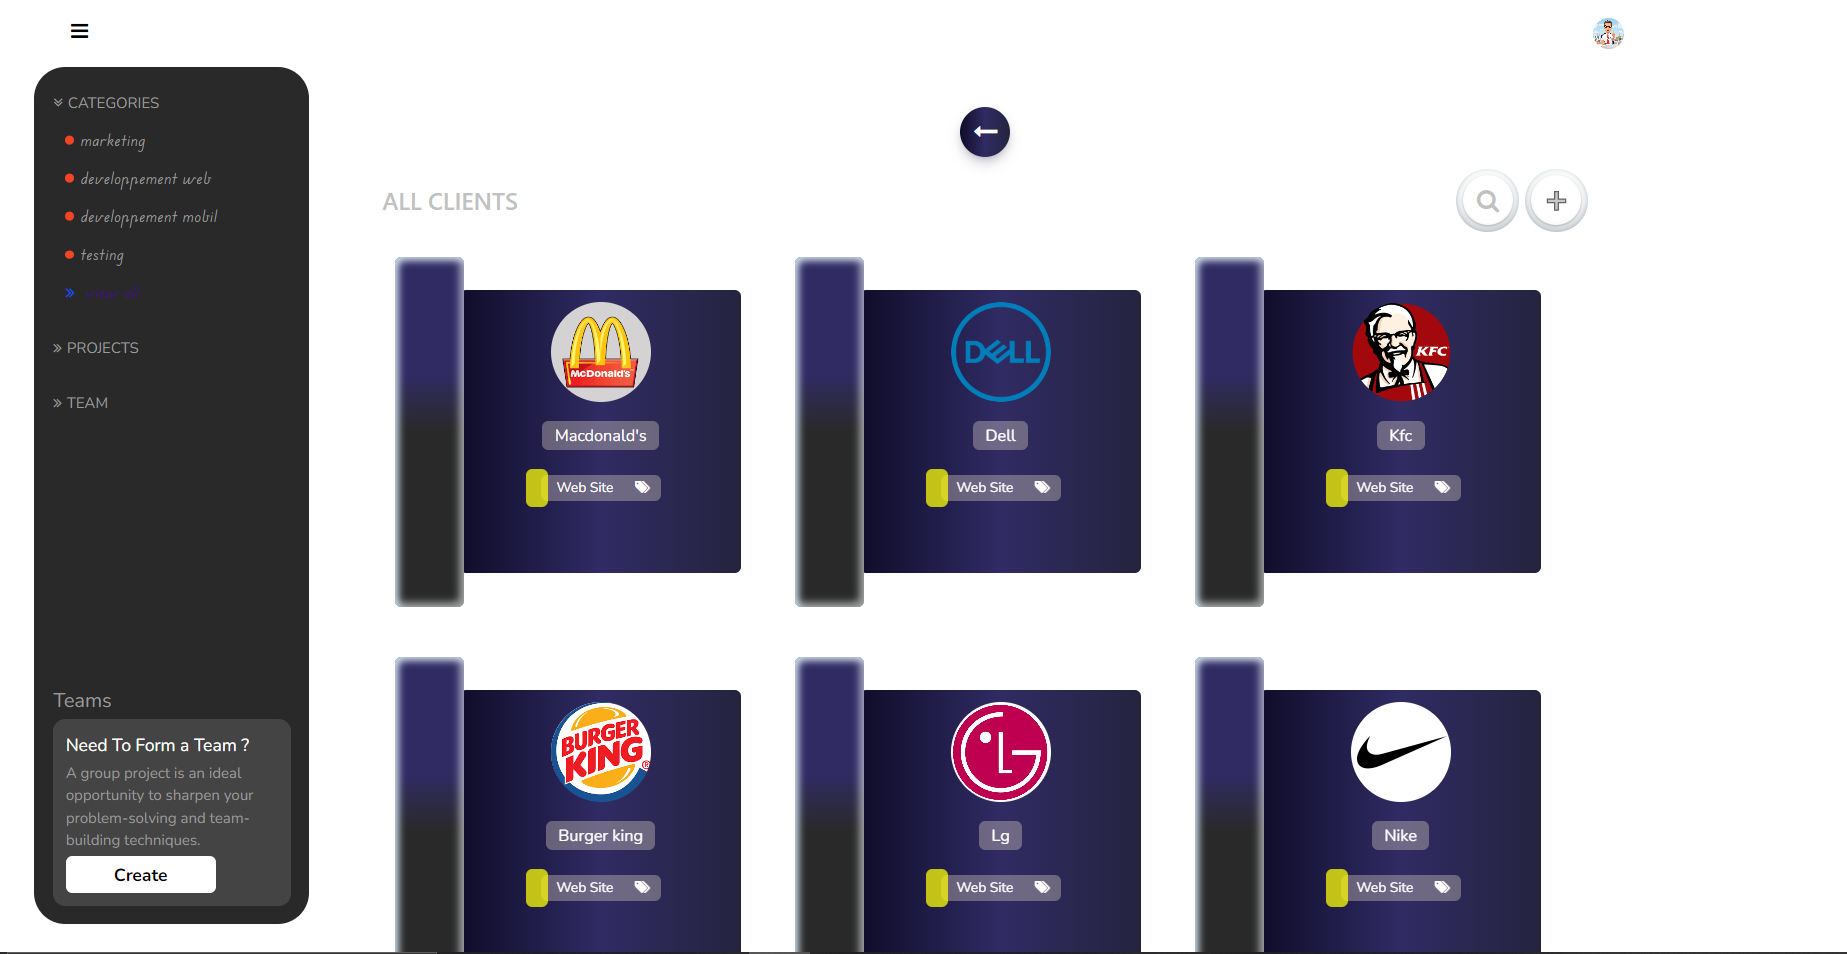 CATEGORIES
marketing
developpement web
developpement mobil
testing
PROJECTS
TEAM
Teams
Need To Form a Team ?
A group project is an ideal
opportunity to sharpen your
problem-solving and team-
building techniques.
Create
ALL CLIENTS
McDonald's
Macdonald's
Web Site
DELL
Dell
Web Site
KFC
Kfc
Web Site
BURGER
KING
®
Burger king
Web Site
LG
Lg
Web Site
Nike
Web Site